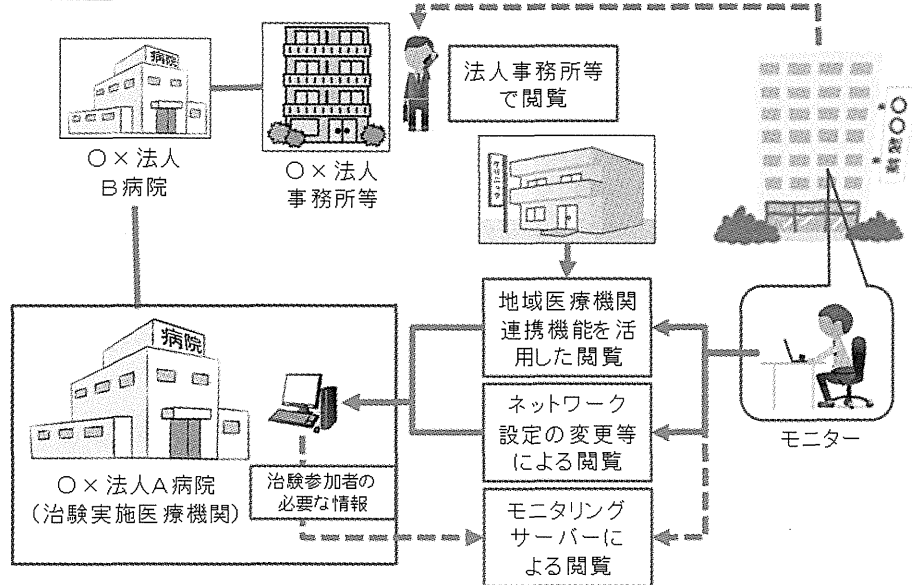 病院
法人事務所等
で閲覧
○×法人
B病院
○×法人
事務所等
クリニック
地域医療機関
連携機能を活
用した閲覧
ネットワーク
設定の変更等
による閲覧
モニタリング
サーバーに
よる閲覧
モニター
病院
治験参加者の
必要な情報
○×法人A病院
(治験実施医療機関)